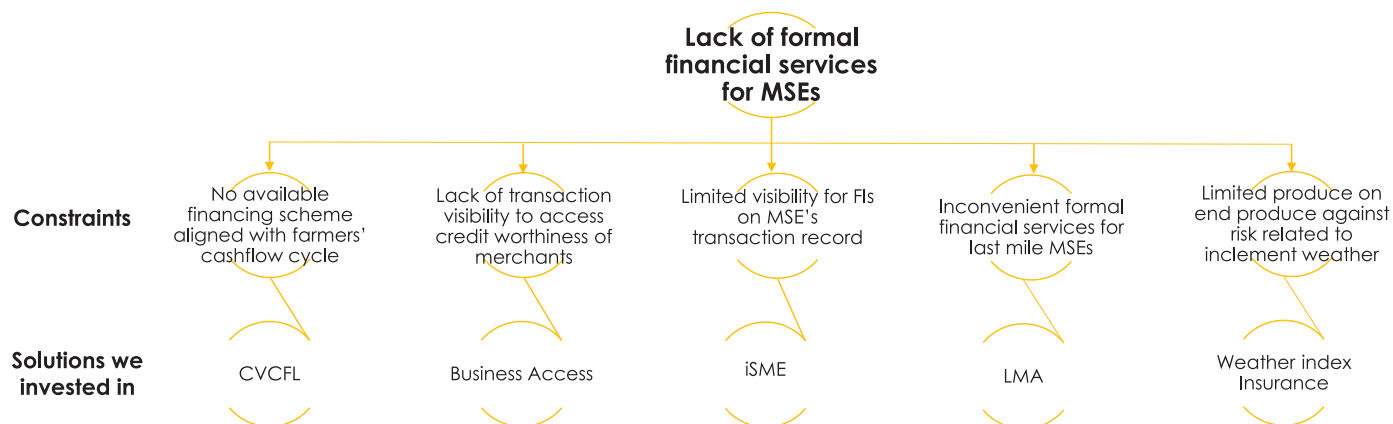 Lack of formal
financial services
for MSEs
Constraints
No available
financing scheme
aligned with farmers'
cashflow cycle
Lack of transaction
visibility to access
credit worthiness of
merchants
Limited visibility for FIs
on MSE's
transaction record
Inconvenient formal
financial services for
last mile MSEs
Limited produce on
end produce against
risk related to
inclement weather
Solutions we
invested in
CVCFL
Business Access
iSME
LMA
Weather index
Insurance